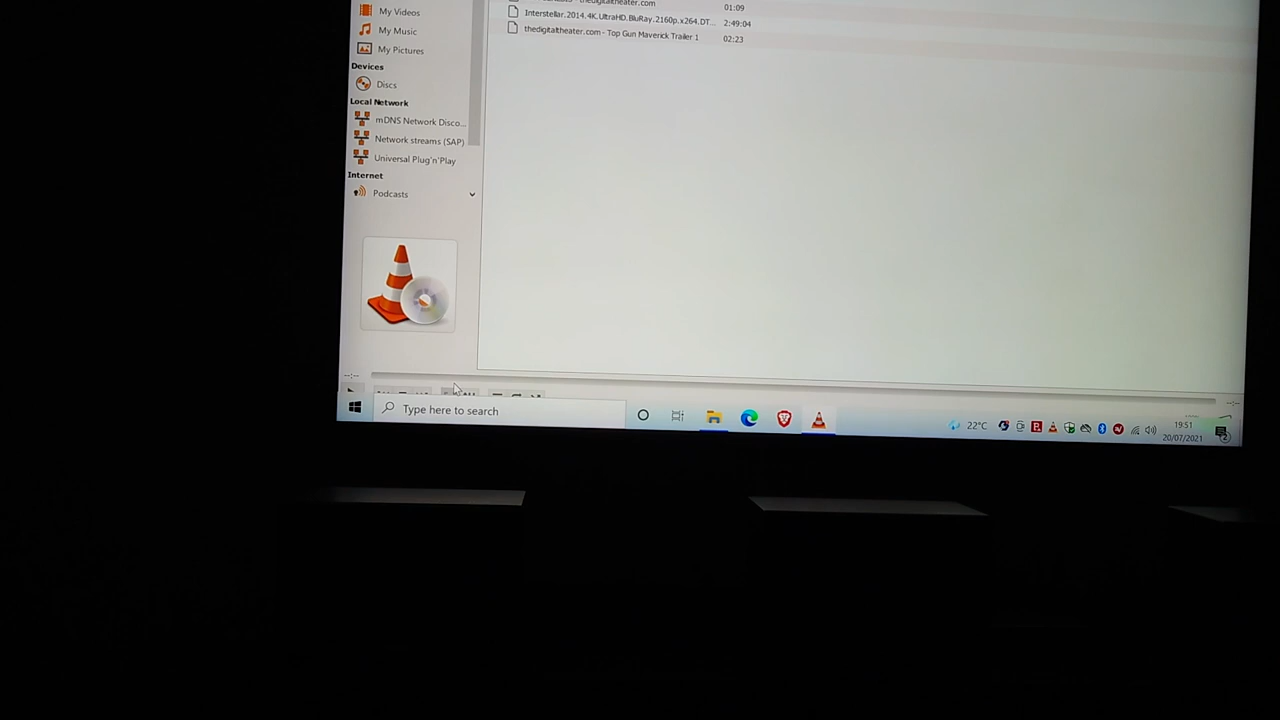 My Videos
thedigitaltheater.com
01:09
Interstellar.2014.4K.UltraHD.BluRay.2160p.x264.DT...
2:49:04
My Music
thedigitaltheater.com - Top Gun Maverick Trailer 1
02:23
My Pictures
Devices
Discs
Local Network
mDNS Network Disco...
Network streams (SAP)
Universal Plug'n'Play
Internet
Podcasts
--:--
--:--
Type here to search
22°C
19:51
20/07/2021
2